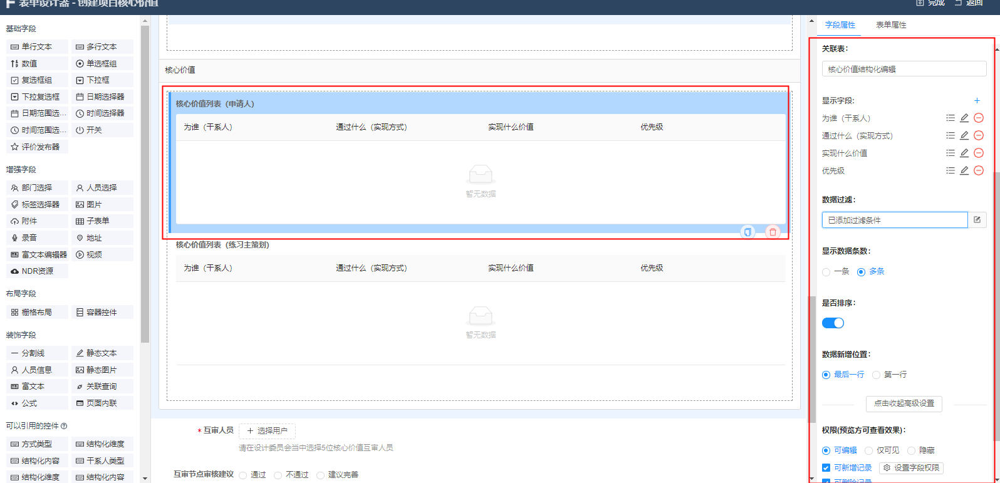 表单设计器 - 创建项目核心价值
完成 返回
基础字段
单行文本 多行文本
数值 单选框组
复选框组 下拉框
下拉复选框 日期选择器
日期范围选... 时间选择器
时间范围选... 开关
评价发布器
增强字段
部门选择 人员选择
标签选择器 图片
附件 子表单
录音 地址
富文本编辑器 视频
NDR资源
布局字段
栅格布局 容器控件
装饰字段
分割线 静态文本
人员信息 静态图片
富文本 关联查询
公式 页面内联
可以引用的控件
方式类型 结构化维度
结构化内容 干系人类型
结构化维度 结构化内容
核心价值
核心价值列表（申请人）
为谁（干系人） 通过什么（实现方式） 实现什么价值 优先级
暂无数据
核心价值列表（练习主策划）
为谁（干系人） 通过什么（实现方式） 实现什么价值 优先级
暂无数据
* 互审人员 + 选择用户
请在设计委员会当中选择5位核心价值互审人员
互审节点审核建议 通过 不通过 建议完善
字段属性 表单属性
关联表：
核心价值结构化编辑
显示字段:
为谁（干系人）
通过什么（实现方式）
实现什么价值
优先级
数据过滤：
已添加过滤条件
显示数据条数：
一条 多条
是否排序：
数据新增位置：
最后一行 第一行
点击收起高级设置
权限(预览方可查看效果)：
可编辑 仅可见 隐藏
可新增记录 设置字段权限
可删除记录